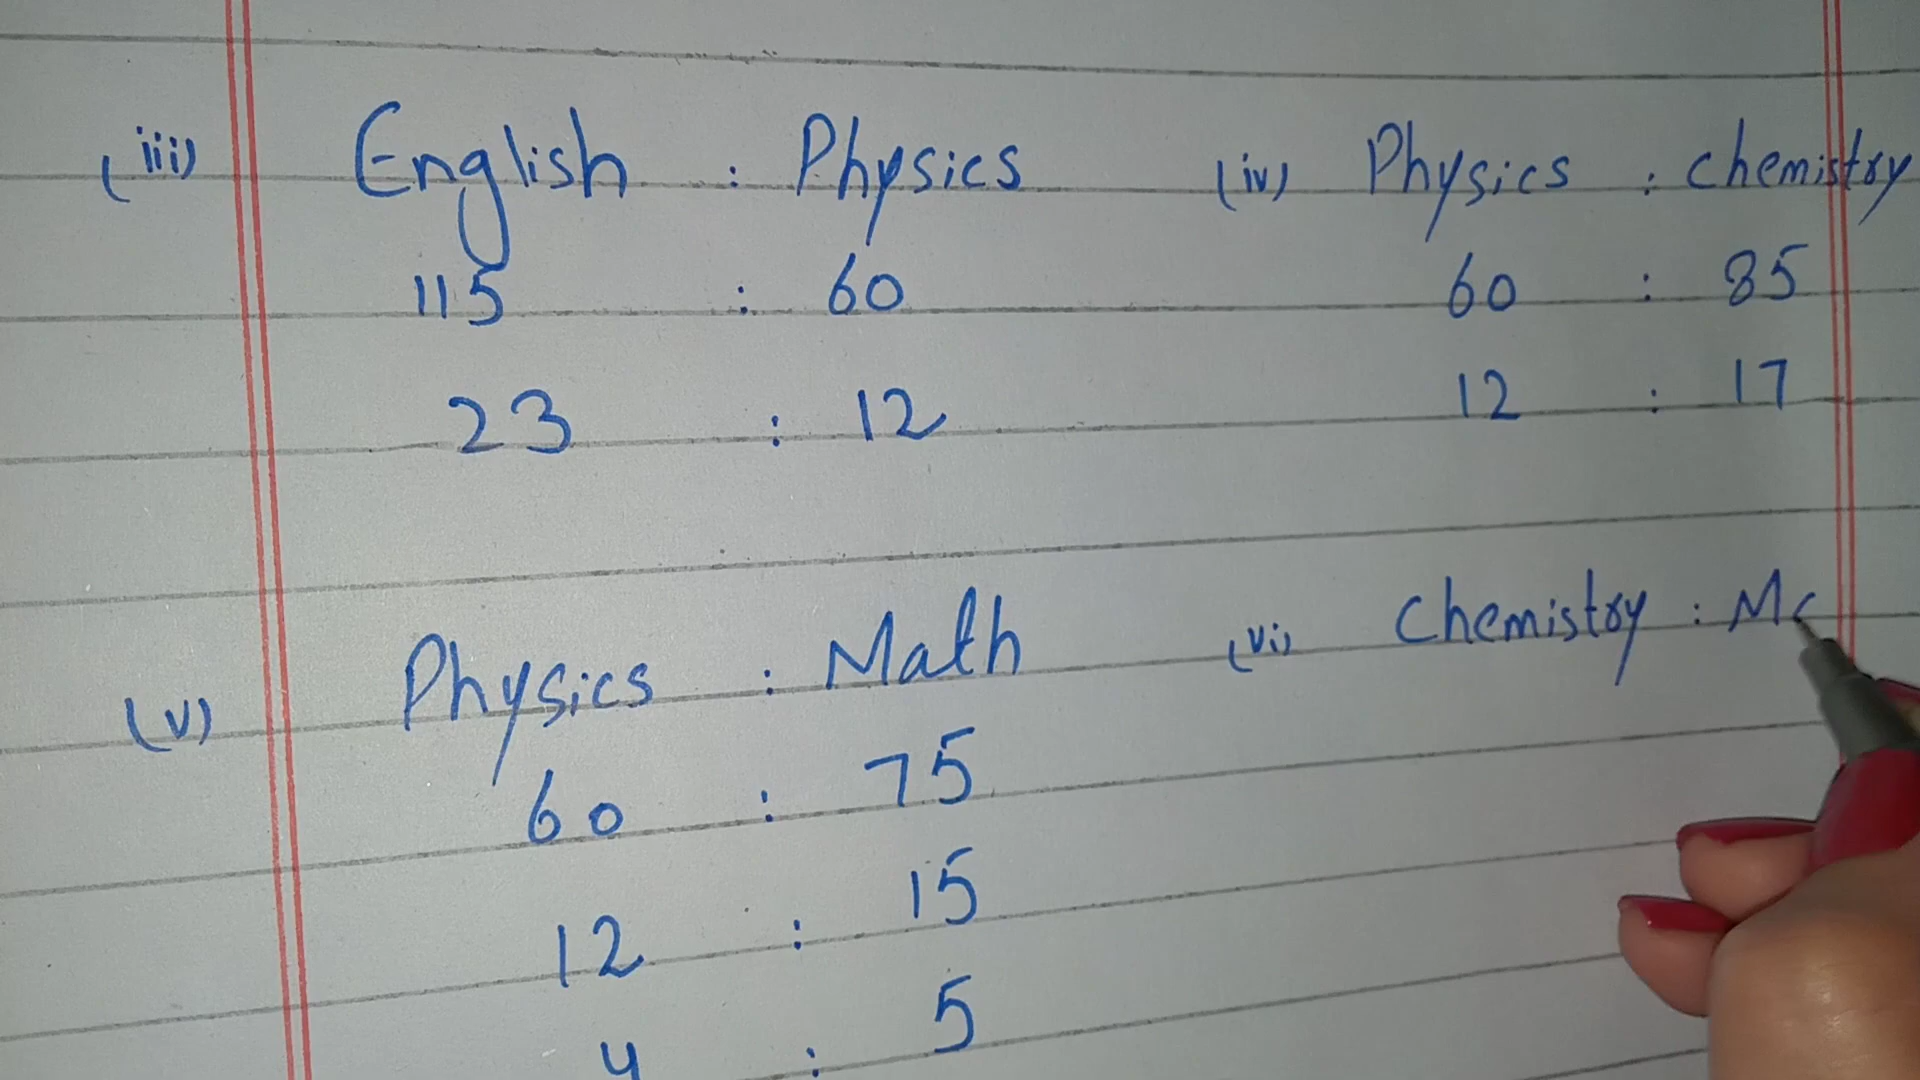 (iii) English : Physics
115 : 60
23 : 12
(iv) Physics : Chemistry
60 : 85
12 : 17
(v) Physics : Math
60 : 75
12 : 15
4 : 5
(vi) Chemistry :